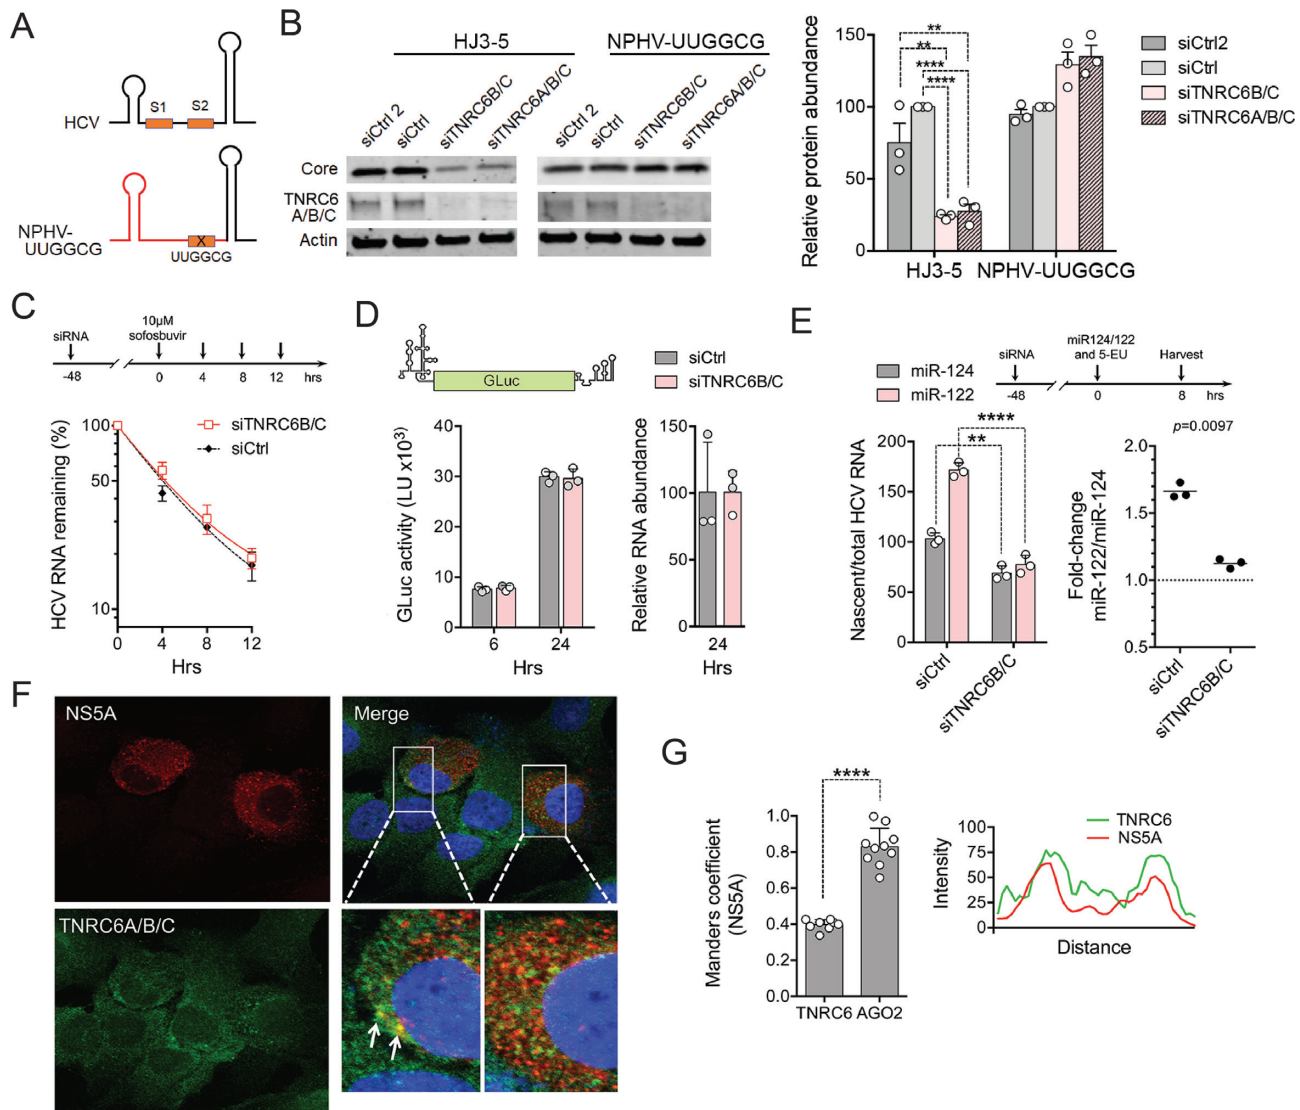 A
HCV
S1
S2
NPHV-
UUGGCG
X
UUGGCG
B
HJ3-5
NPHV-UUGGCG
siCtrl 2
siCtrl
siTNRC6B/C
siTNRC6A/B/C
siCtrl 2
siCtrl
siTNRC6B/C
siTNRC6A/B/C
Core
TNRC6
A/B/C
Actin
Relative protein abundance
150
100
50
0
**
**
****
****
HJ3-5
NPHV-UUGGCG
siCtrl2
siCtrl
siTNRC6B/C
siTNRC6A/B/C
C
siRNA
10µM
sofosbuvir
-48
0
4
8
12
hrs
HCV RNA remaining (%)
100
50
10
siTNRC6B/C
siCtrl
0
4
8
12
Hrs
D
GLuc
siCtrl
siTNRC6B/C
GLuc activity (LU x10³)
40
30
20
10
0
6
24
Hrs
Relative RNA abundance
150
100
50
0
24
Hrs
E
miR-124
miR-122
siRNA
miR124/122
and 5-EU
Harvest
-48
0
8
hrs
Nascent/total HCV RNA
200
150
100
50
0
****
**
siCtrl
siTNRC6B/C
p=0.0097
Fold-change
miR-122/miR-124
2.0
1.5
1.0
0.5
siCtrl
siTNRC6B/C
F
NS5A
Merge
TNRC6A/B/C
G
Manders coefficient
(NS5A)
1.0
0.8
0.6
0.4
0.2
0.0
****
TNRC6
AGO2
TNRC6
NS5A
Intensity
100
75
50
25
0
Distance